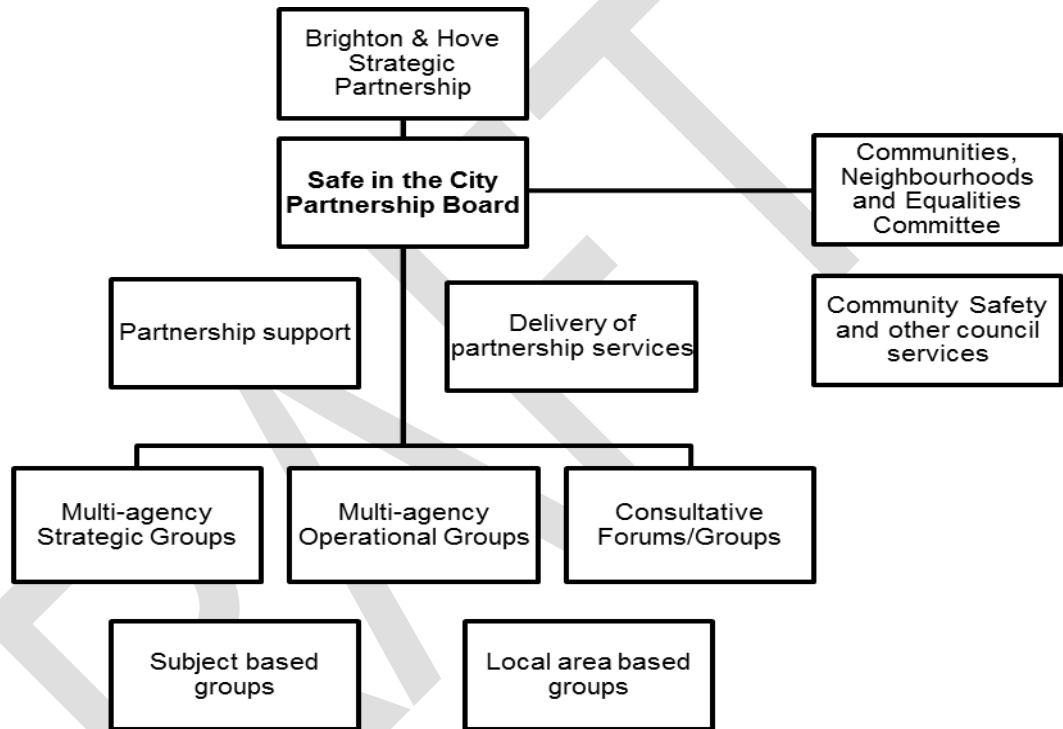 Brighton & Hove
Strategic
Partnership
Safe in the City
Partnership Board
Communities,
Neighbourhoods
and Equalities
Committee
Partnership support
Delivery of
partnership services
Community Safety
and other council
services
Multi-agency
Strategic Groups
Multi-agency
Operational Groups
Consultative
Forums/Groups
Subject based
groups
Local area based
groups
DRAFT